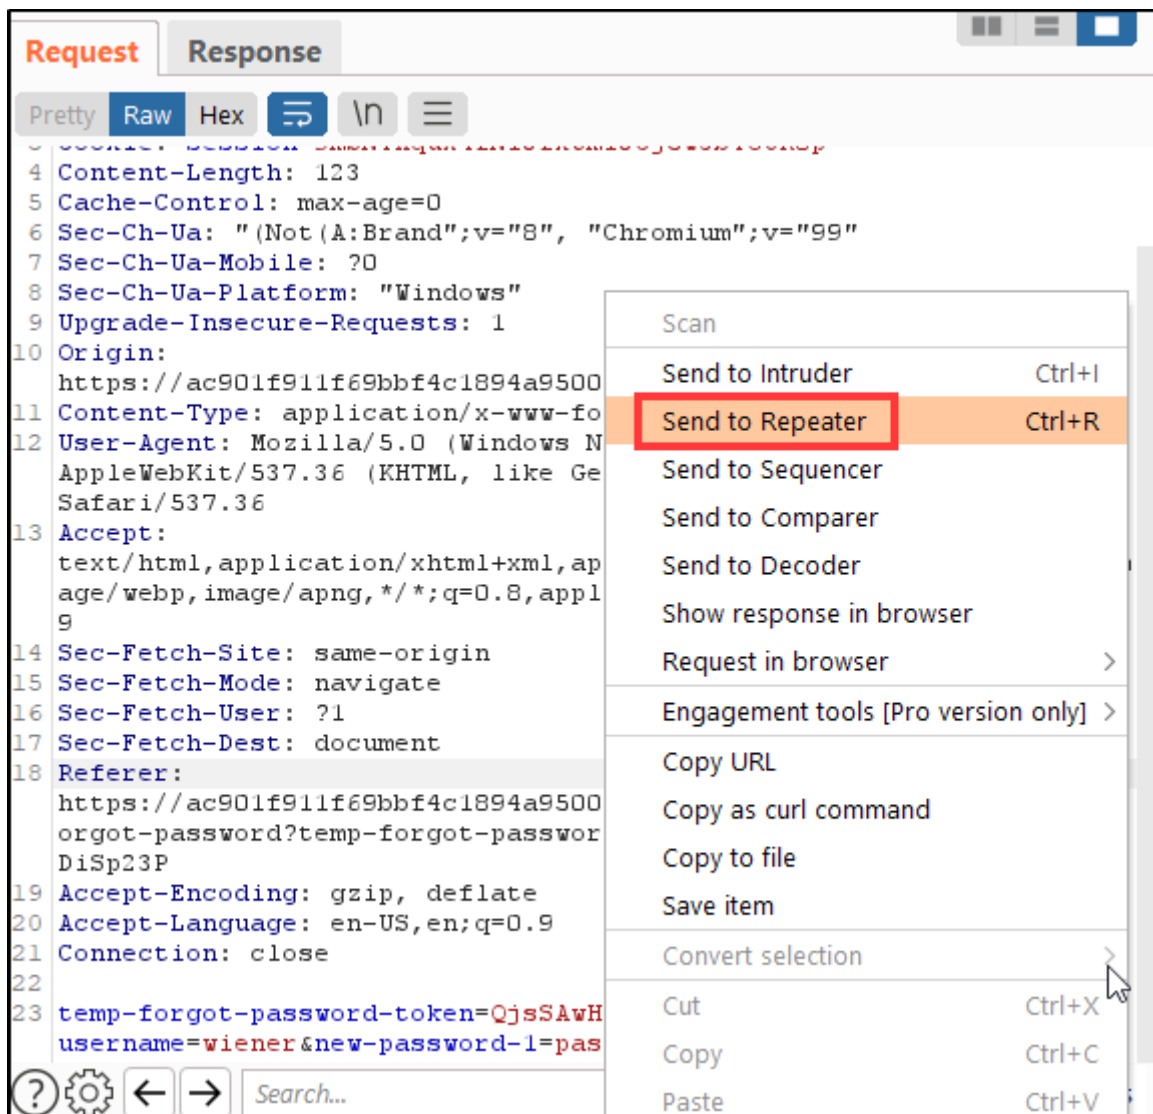 Request Response
Pretty Raw Hex \n
4 Content-Length: 123
5 Cache-Control: max-age=0
6 Sec-Ch-Ua: "(Not(A:Brand";v="8", "Chromium";v="99"
7 Sec-Ch-Ua-Mobile: ?0
8 Sec-Ch-Ua-Platform: "Windows"
9 Upgrade-Insecure-Requests: 1
10 Origin:
https://ac901f911f69bbf4c1894a9500
11 Content-Type: application/x-www-fo
12 User-Agent: Mozilla/5.0 (Windows N
AppleWebKit/537.36 (KHTML, like Ge
Safari/537.36
13 Accept:
text/html,application/xhtml+xml,ap
age/webp,image/apng,*/*;q=0.8,appl
9
14 Sec-Fetch-Site: same-origin
15 Sec-Fetch-Mode: navigate
16 Sec-Fetch-User: ?1
17 Sec-Fetch-Dest: document
18 Referer:
https://ac901f911f69bbf4c1894a9500
orgot-password?temp-forgot-passwor
DiSp23P
19 Accept-Encoding: gzip, deflate
20 Accept-Language: en-US,en;q=0.9
21 Connection: close
22
23 temp-forgot-password-token=QjsSAwH
username=wiener&new-password-1=pas
? Search...
Scan
Send to Intruder Ctrl+I
Send to Repeater Ctrl+R
Send to Sequencer
Send to Comparer
Send to Decoder
Show response in browser
Request in browser >
Engagement tools [Pro version only] >
Copy URL
Copy as curl command
Copy to file
Save item
Convert selection >
Cut Ctrl+X
Copy Ctrl+C
Paste Ctrl+V